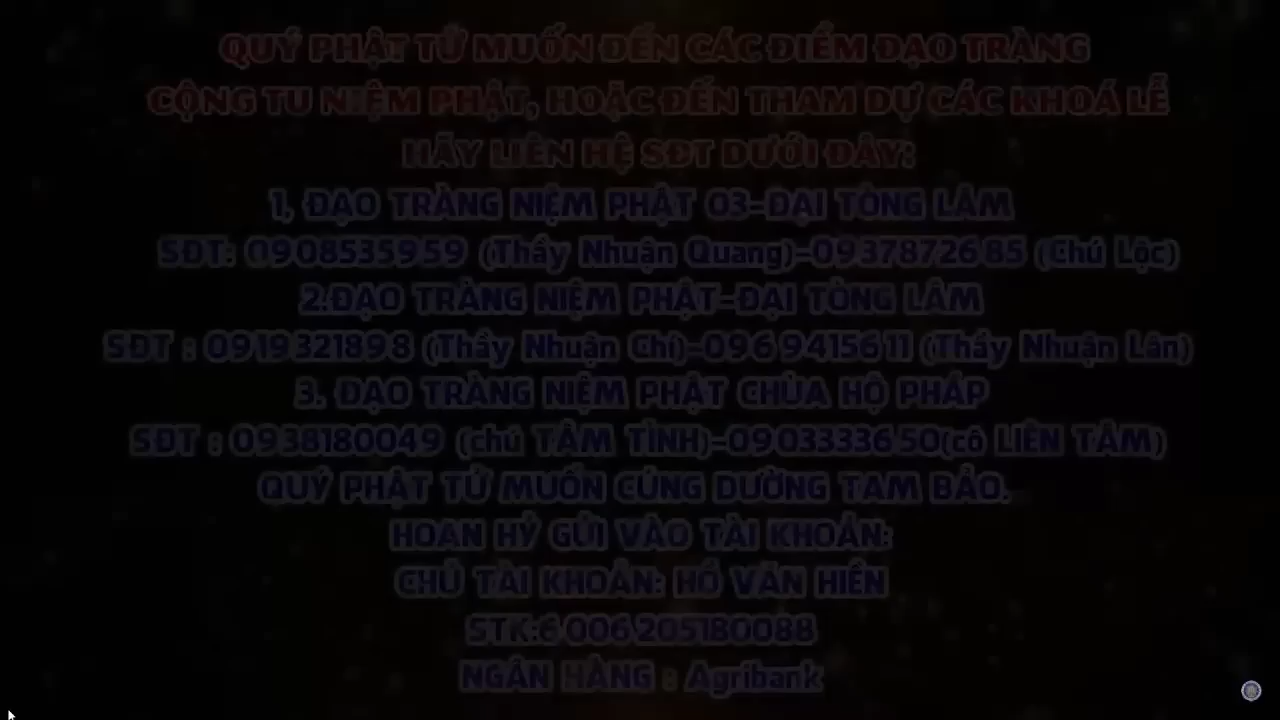 QUÝ PHẬT TỬ MUỐN ĐẾN CÁC ĐIỂM ĐẠO TRÀNG
CỘNG TU NIỆM PHẬT, HOẶC ĐẾN THAM DỰ CÁC KHOÁ LỄ
HÃY LIÊN HỆ SĐT DƯỚI ĐÂY:
1, ĐẠO TRÀNG NIỆM PHẬT 03-ĐẠI TÒNG LÂM
SĐT: 0908535959 (Thầy Nhuận Quang)-0937872685 (Chú Lộc)
2.ĐẠO TRÀNG NIỆM PHẬT-ĐẠI TÒNG LÂM
SĐT : 0919321898 (Thầy Nhuận Chí)-0969415611 (Thầy Nhuận Lân)
3. ĐẠO TRÀNG NIỆM PHẬT CHÙA HỘ PHÁP
SĐT : 0938180049 (chú TÂM TÌNH)-0903333650(cô LIÊN TÂM)
QUÝ PHẬT TỬ MUỐN CÚNG DƯỜNG TAM BẢO.
HOAN HỶ GỬI VÀO TÀI KHOẢN:
CHỦ TÀI KHOẢN: HỒ VĂN HIỀN
STK:6006205180088
NGÂN HÀNG : Agribank